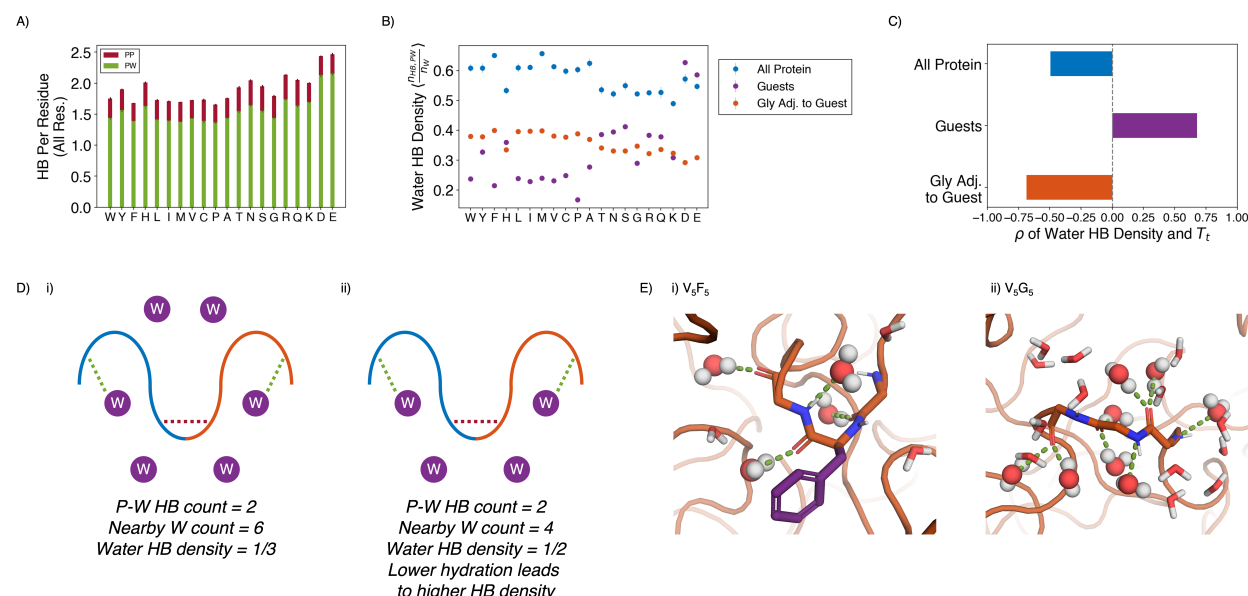 A)
HB Per Residue
(All Res.)
2.5
2.0
1.5
1.0
0.5
0.0
PP
PW
W Y F H L I M V C P A T N S G R Q K D E
B)
Water HB Density (n_HB,PW / n_W)
0.6
0.5
0.4
0.3
0.2
W Y F H L I M V C P A T N S G R Q K D E
All Protein
Guests
Gly Adj. to Guest
C)
All Protein
Guests
Gly Adj.
to Guest
−1.00 −0.75 −0.50 −0.25 0.00 0.25 0.50 0.75 1.00
ρ of Water HB Density and T_t
D) i)
W W
W W
W W
P-W HB count = 2
Nearby W count = 6
Water HB density = 1/3
ii)
W W
W W
P-W HB count = 2
Nearby W count = 4
Water HB density = 1/2
Lower hydration leads
to higher HB density
E) i) V₅F₅
ii) V₅G₅